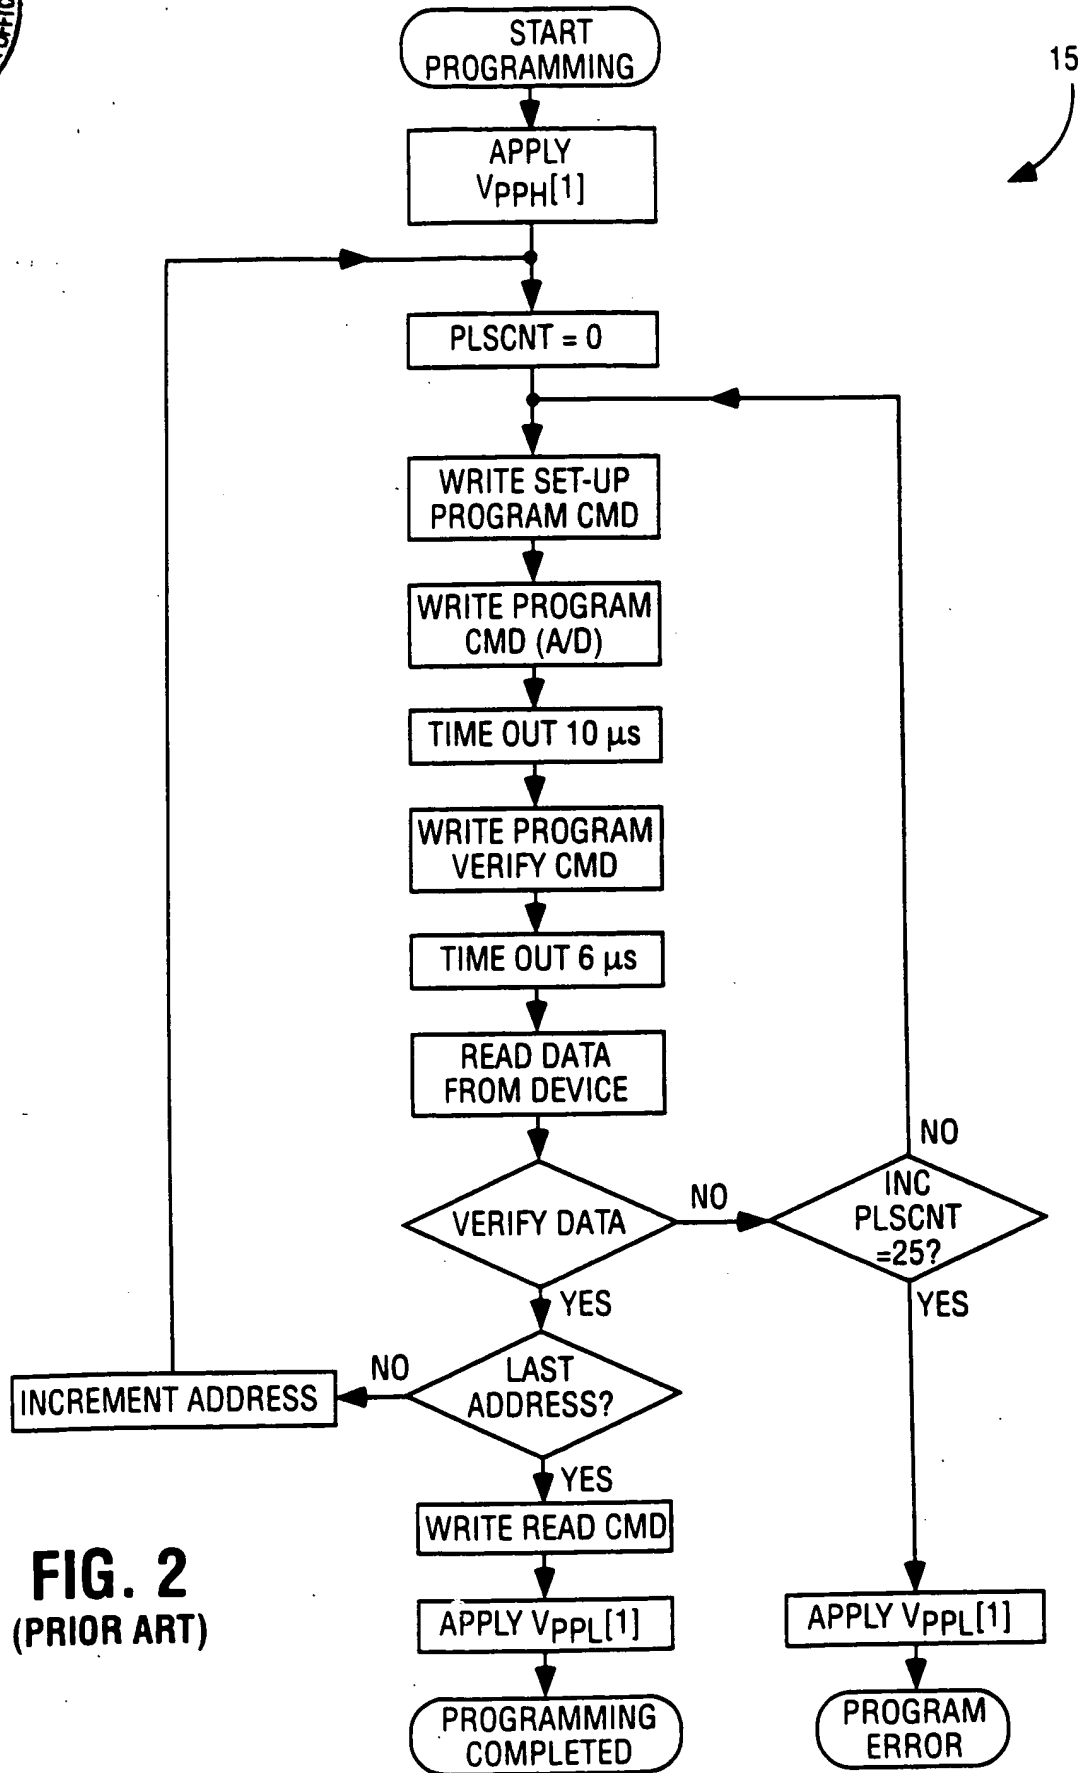 OFFIC
START
PROGRAMMING
15
APPLY
VPPH[1]
PLSCNT = 0
WRITE SET-UP
PROGRAM CMD
WRITE PROGRAM
CMD (A/D)
TIME OUT 10 µs
WRITE PROGRAM
VERIFY CMD
TIME OUT 6 µs
READ DATA
FROM DEVICE
VERIFY DATA
NO
INC
PLSCNT
=25?
NO
YES
YES
LAST
ADDRESS?
NO
INCREMENT ADDRESS
YES
WRITE READ CMD
APPLY VPPL[1]
PROGRAMMING
COMPLETED
APPLY VPPL[1]
PROGRAM
ERROR
FIG. 2
(PRIOR ART)